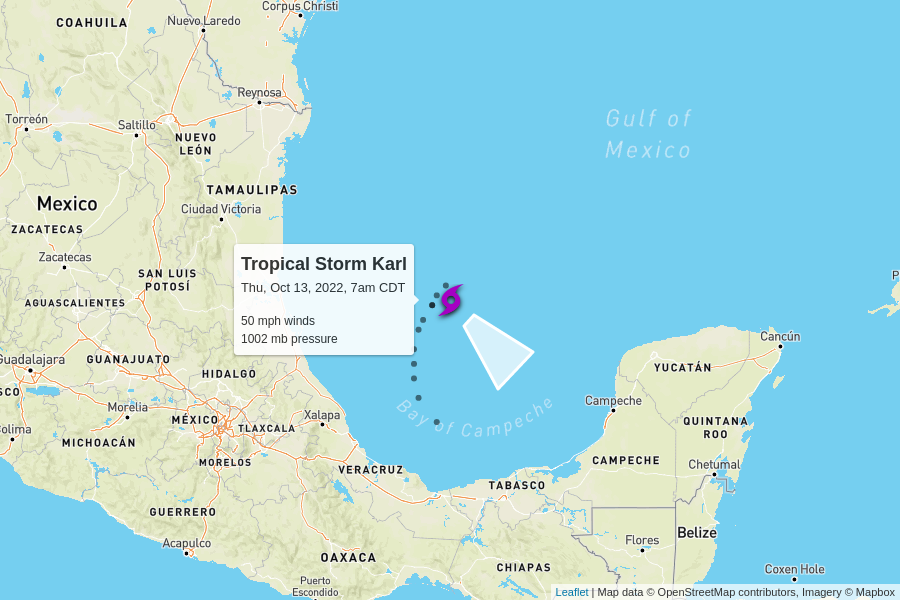 Corpus Christi
COAHUILA
Nuevo Laredo
Reynosa
Gulf of
Mexico
Torreón
Saltillo
NUEVO
LEÓN
TAMAULIPAS
Mexico
Ciudad Victoria
ZACATECAS
Zacatecas
SAN LUIS
POTOSÍ
Tropical Storm Karl
Thu, Oct 13, 2022, 7am CDT
50 mph winds
1002 mb pressure
AGUASCALIENTES
Guadalajara
GUANAJUATO
HIDALGO
Cancún
YUCATÁN
SCO
Morelia
MÉXICO
TLAXCALA
Xalapa
Bay of Campeche
Campeche
QUINTANA
ROO
Colima
MICHOACÁN
MORELOS
VERACRUZ
CAMPECHE
Chetumal
TABASCO
GUERRERO
Acapulco
OAXACA
Belize
Flores
CHIAPAS
Puerto
Escondido
Coxen Hole
Leaflet | Map data © OpenStreetMap contributors, Imagery © Mapbox